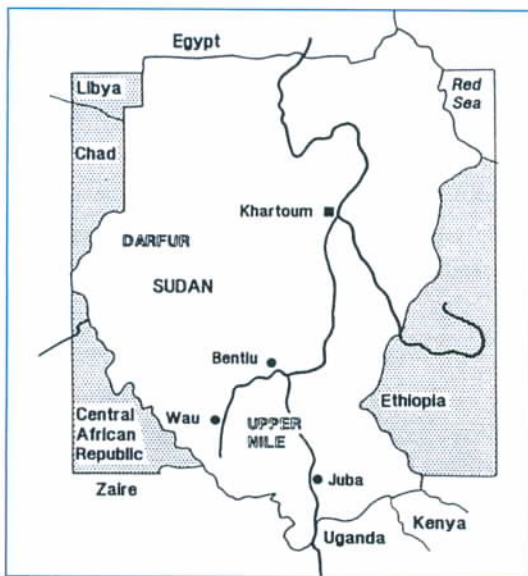 Egypt
Libya
Red
Sea
Chad
Khartoum
DARFUR
SUDAN
Bentiu
Ethiopia
Central
African
Republic
Wau
UPPER
NILE
Zaire
Juba
Uganda
Kenya